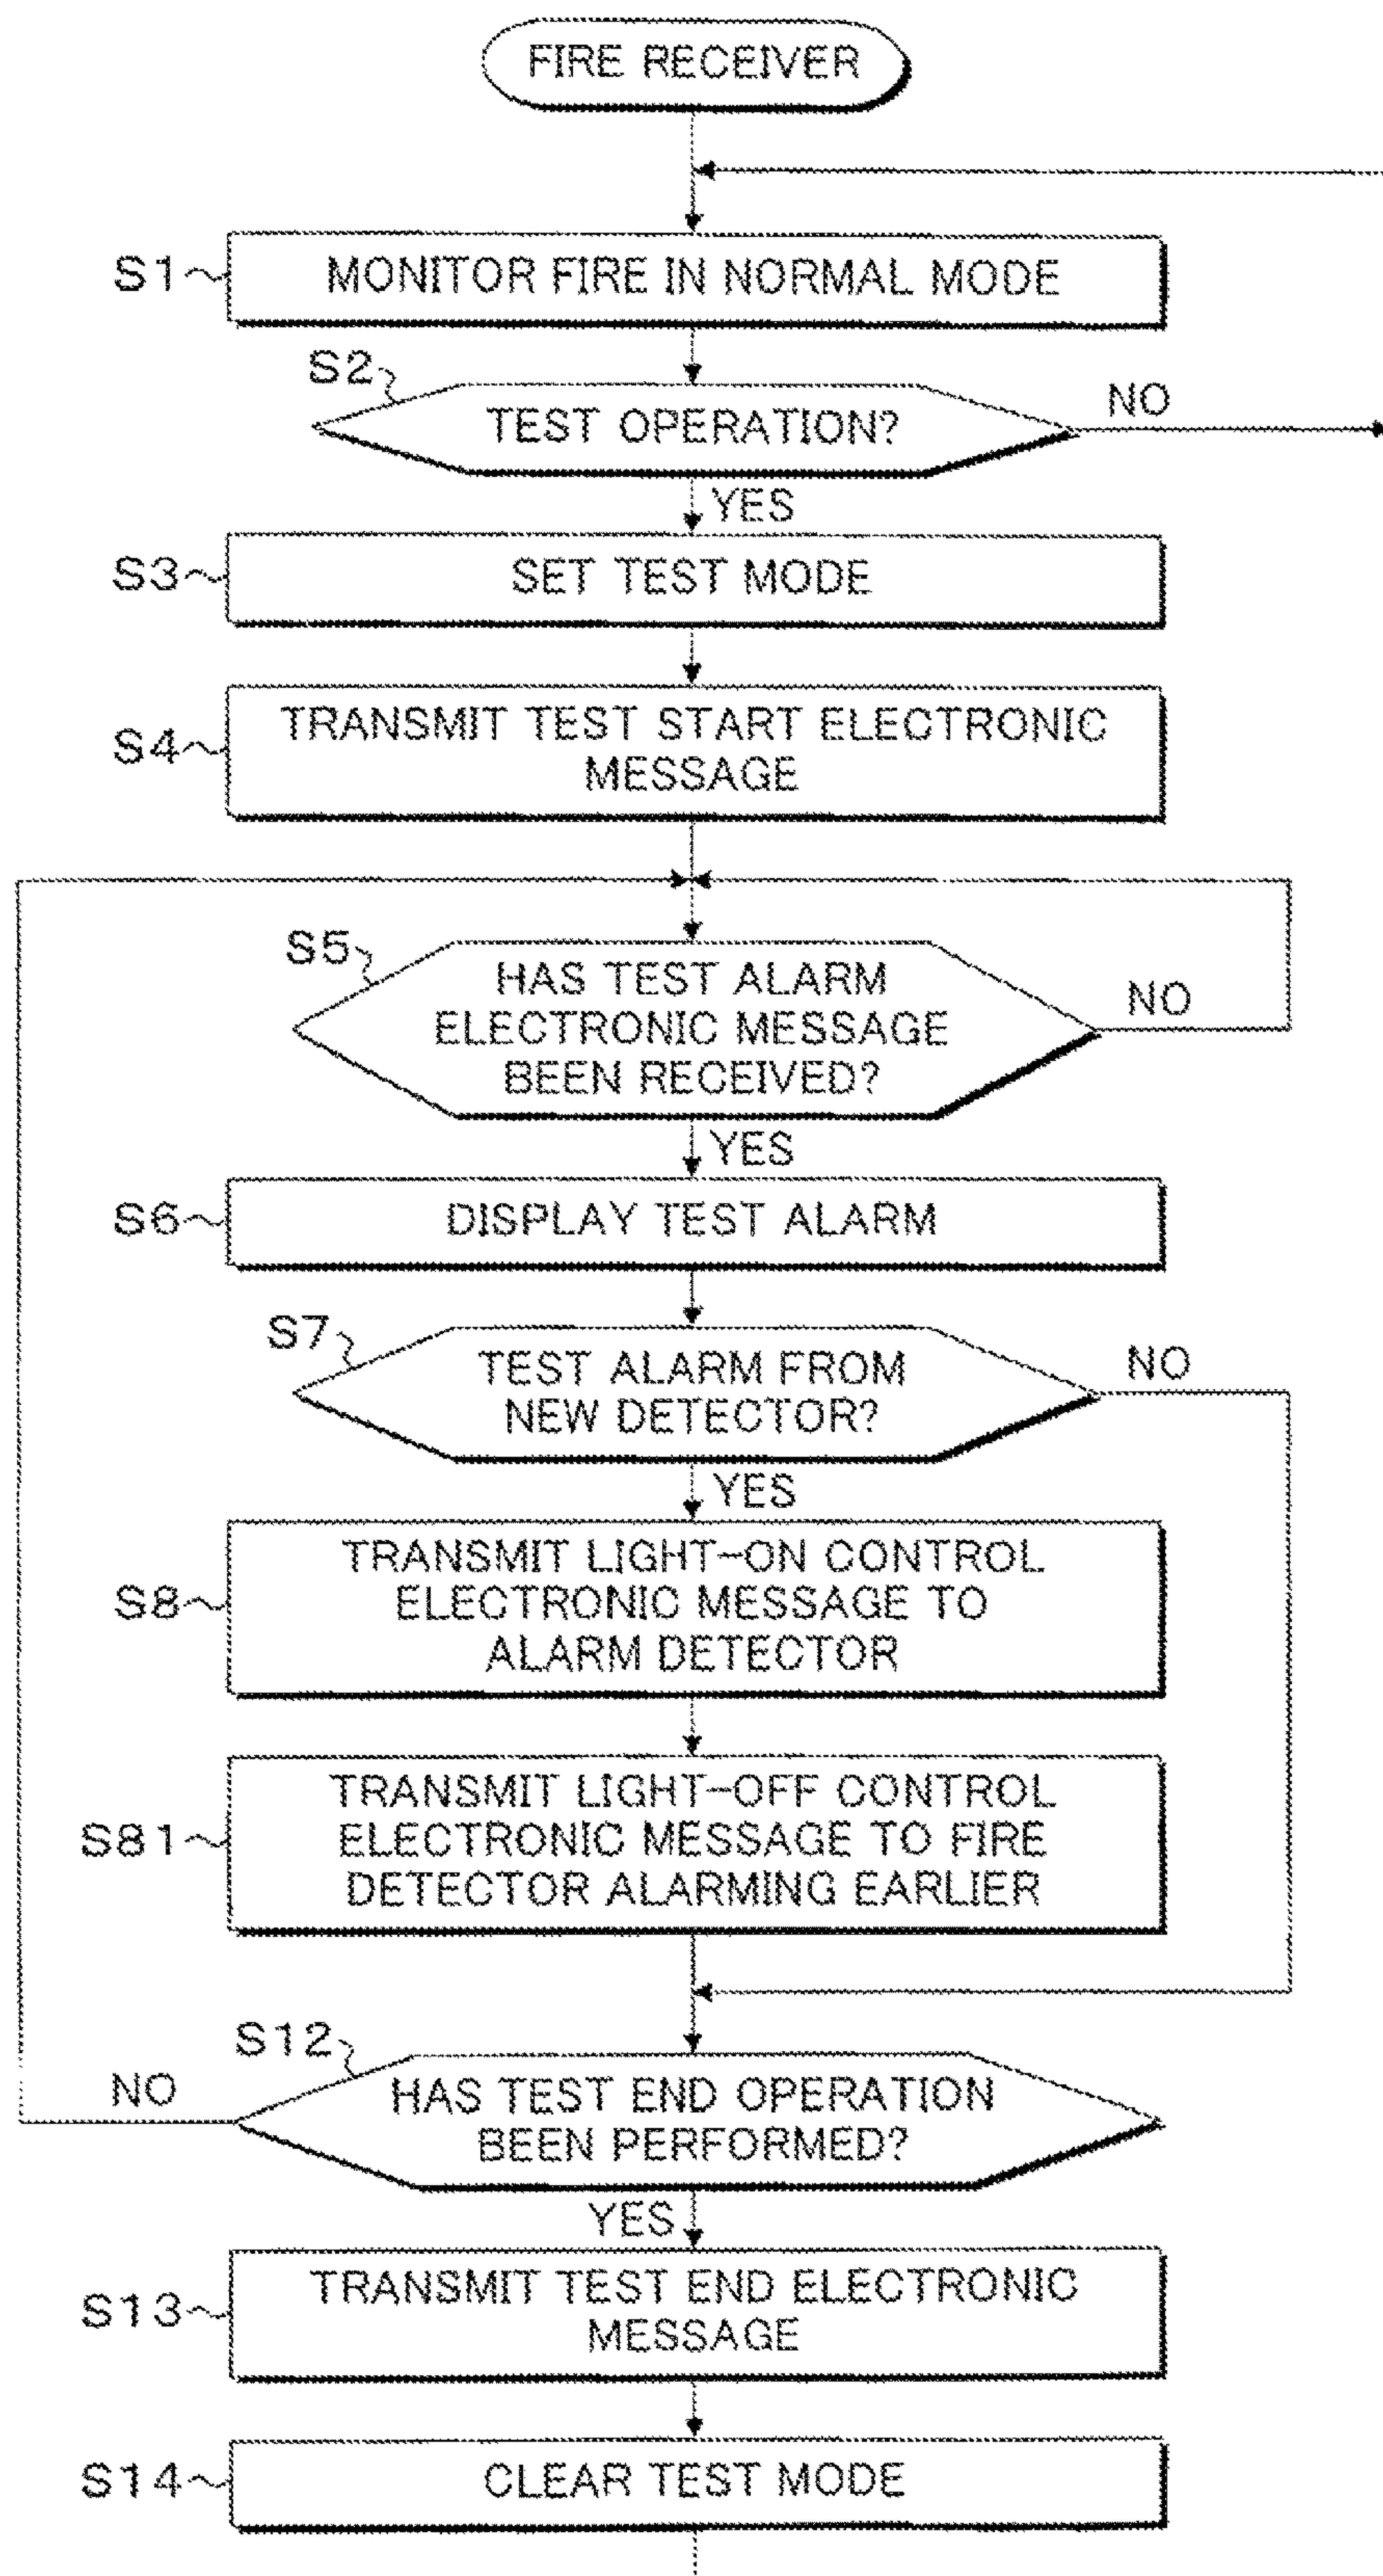 FIRE RECEIVER
S1
MONITOR FIRE IN NORMAL MODE
S2
TEST OPERATION?
NO
YES
S3
SET TEST MODE
S4
TRANSMIT TEST START ELECTRONIC
MESSAGE
S5
HAS TEST ALARM
ELECTRONIC MESSAGE
BEEN RECEIVED?
NO
YES
S6
DISPLAY TEST ALARM
S7
TEST ALARM FROM
NEW DETECTOR?
NO
YES
S8
TRANSMIT LIGHT-ON CONTROL
ELECTRONIC MESSAGE TO
ALARM DETECTOR
S81
TRANSMIT LIGHT-OFF CONTROL
ELECTRONIC MESSAGE TO FIRE
DETECTOR ALARMING EARLIER
S12
NO
HAS TEST END OPERATION
BEEN PERFORMED?
YES
S13
TRANSMIT TEST END ELECTRONIC
MESSAGE
S14
CLEAR TEST MODE